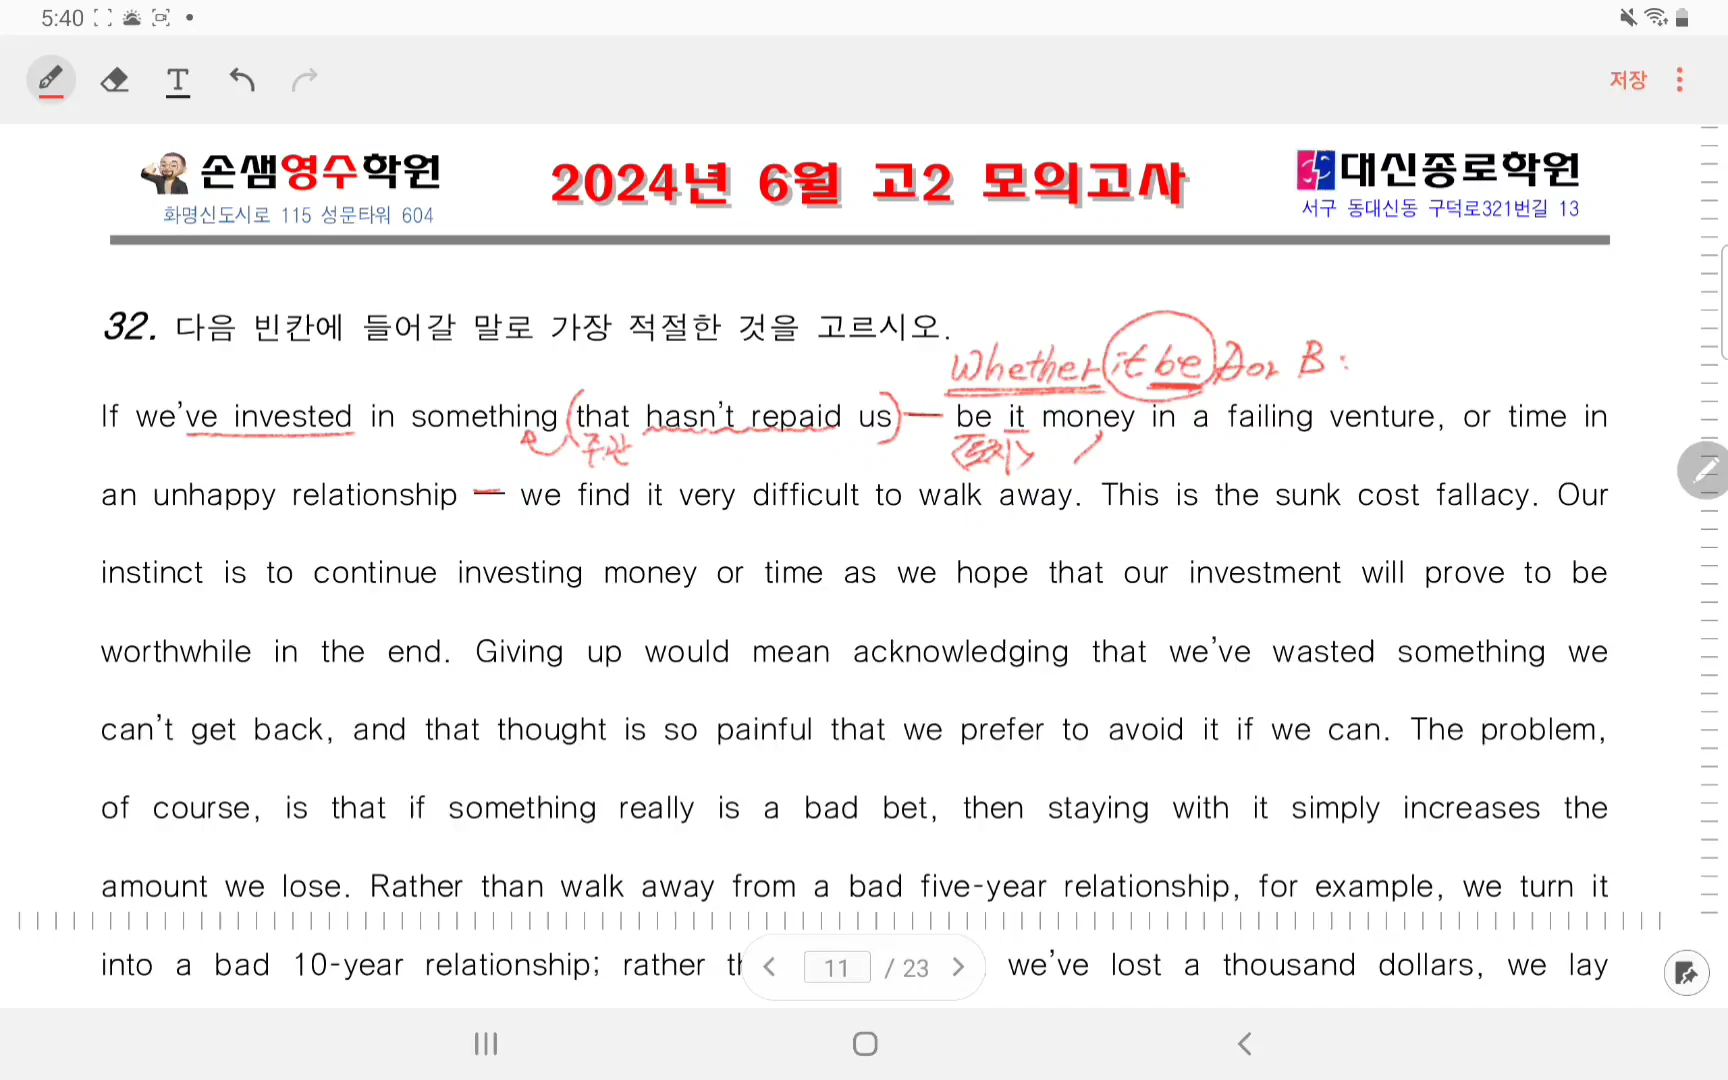 5:40
저장
손샘영수학원
화명신도시로 115 성문타워 604
2024년 6월 고2 모의고사
대신종로학원
서구 동대신동 구덕로321번길 13
32. 다음 빈칸에 들어갈 말로 가장 적절한 것을 고르시오.
Whether it be A or B :
If we've invested in something (that hasn't repaid us) — be it money in a failing venture, or time in
주관 <도치>
an unhappy relationship — we find it very difficult to walk away. This is the sunk cost fallacy. Our
instinct is to continue investing money or time as we hope that our investment will prove to be
worthwhile in the end. Giving up would mean acknowledging that we've wasted something we
can't get back, and that thought is so painful that we prefer to avoid it if we can. The problem,
of course, is that if something really is a bad bet, then staying with it simply increases the
amount we lose. Rather than walk away from a bad five-year relationship, for example, we turn it
into a bad 10-year relationship; rather we've lost a thousand dollars, we lay
11 / 23